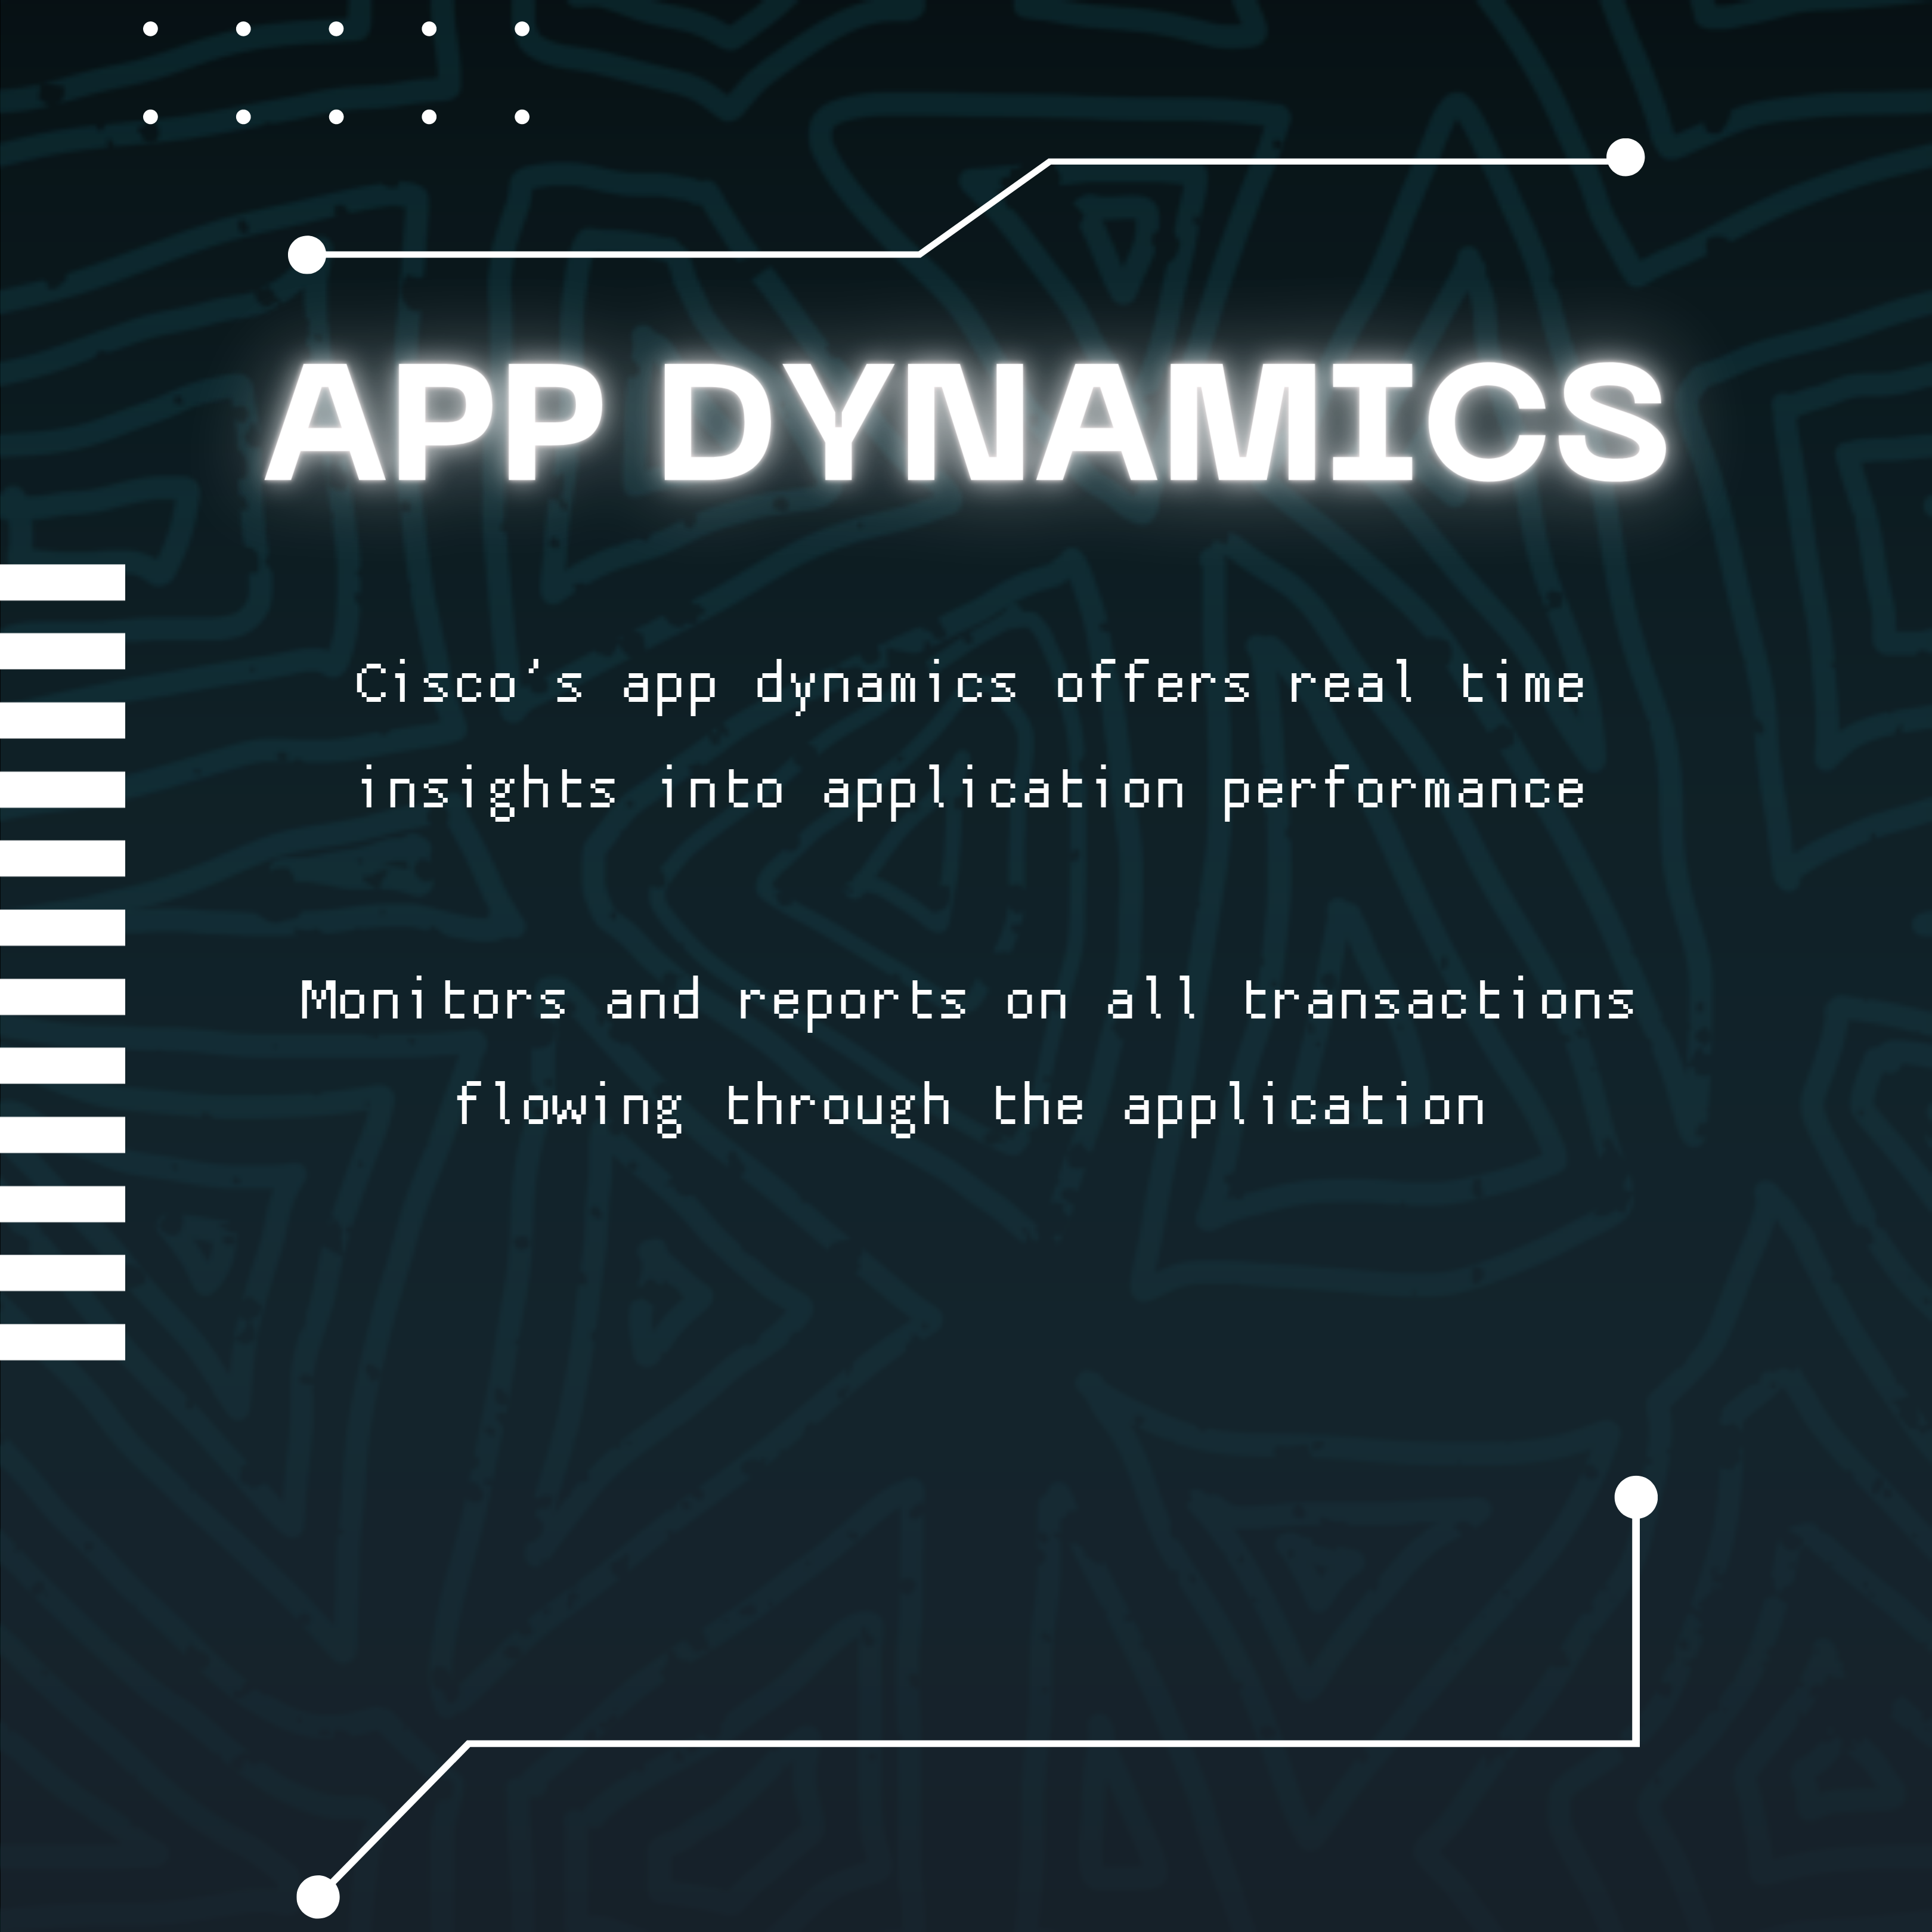 APP DYNAMICS
Cisco's app dynamics offers real time
insights into application performance
Monitors and reports on all transactions
flowing through the application